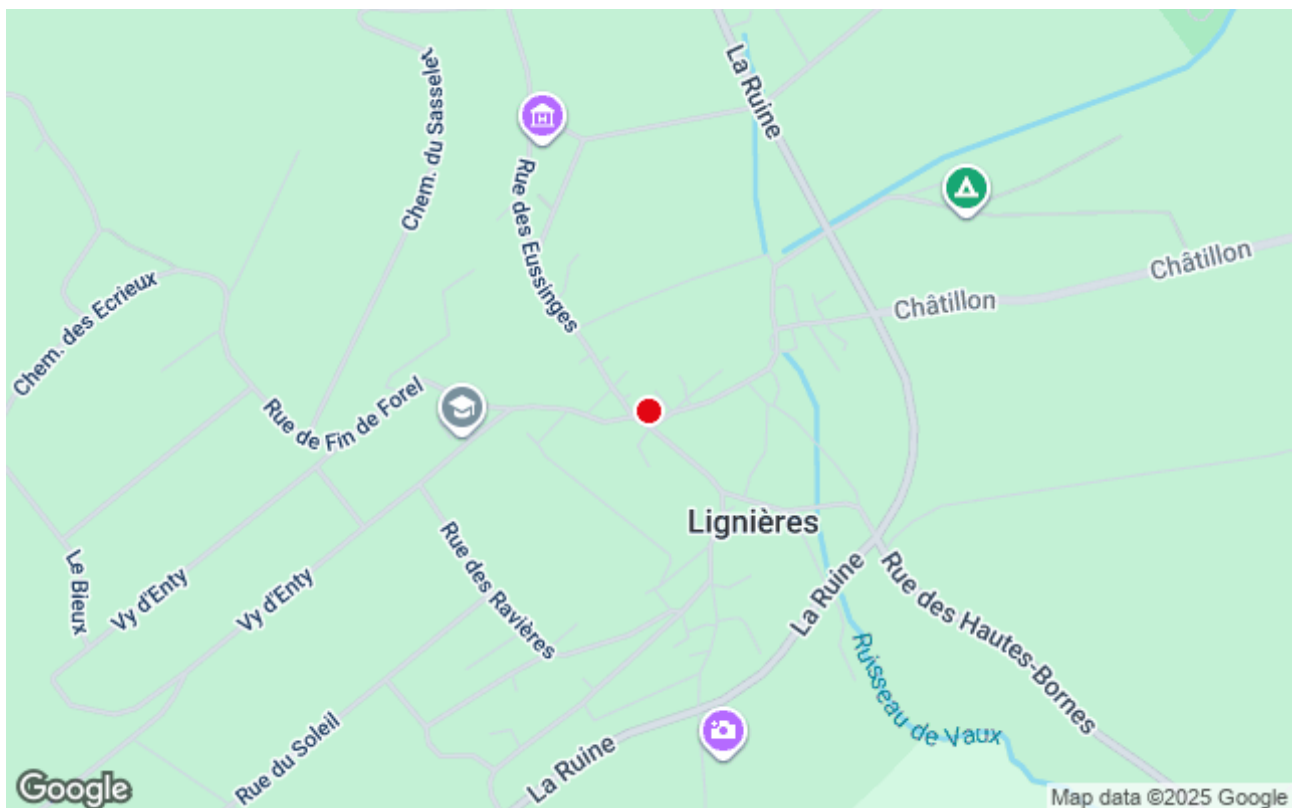 La Ruine
Chem. du Sasselet
Rue des Eussinges
Châtillon
Châtillon
Chem. des Ecrieux
Rue de Fin de Forel
Lignières
Le Bieux
Vy d'Enty
Vy d'Enty
Rue des Ravières
La Ruine
Rue des Hautes-Bornes
Ruisseau de Vaux
Rue du Soleil
La Ruine
Google
Map data ©2025 Google